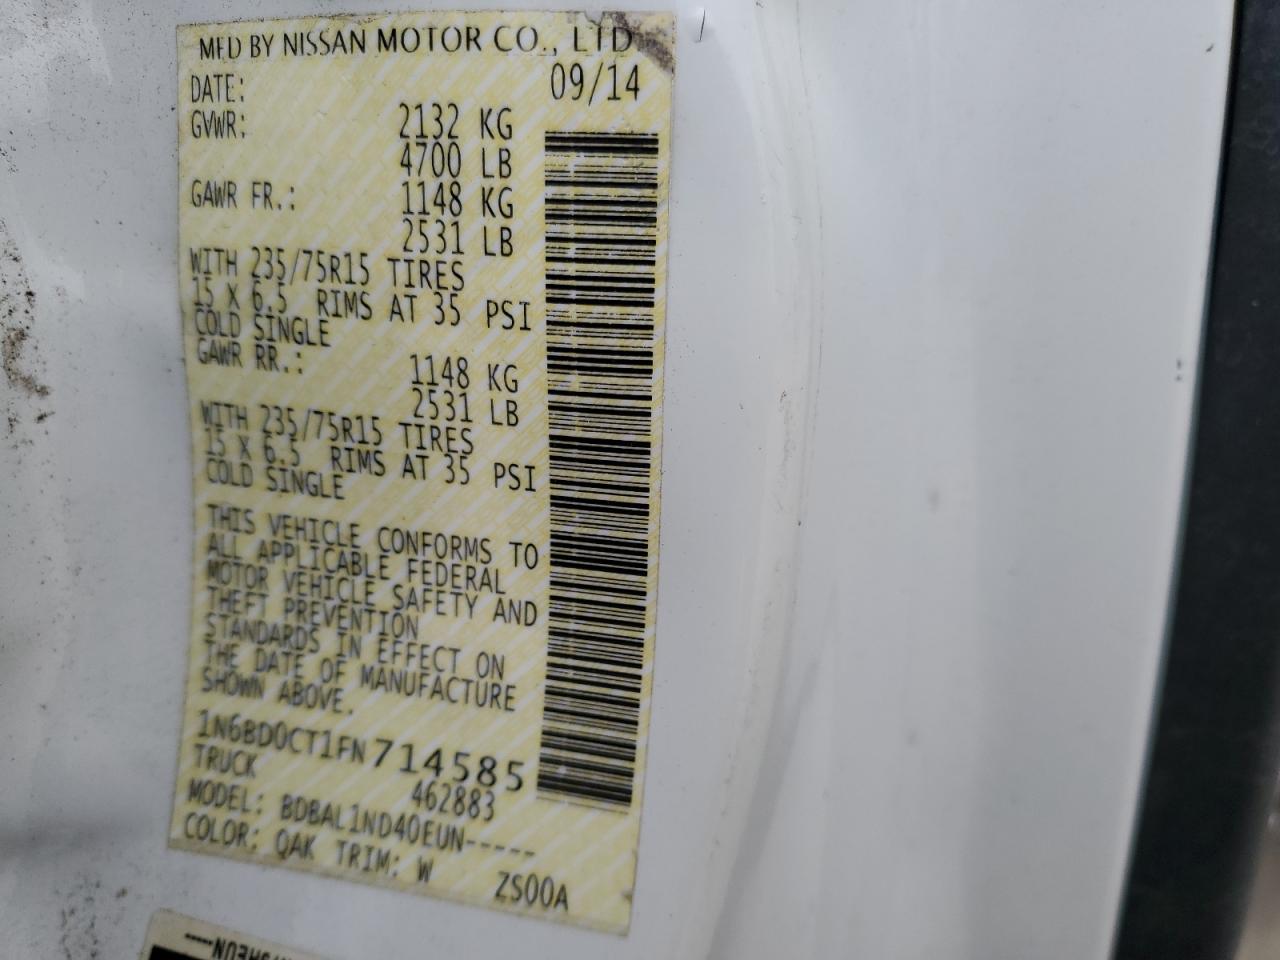 MFD BY NISSAN MOTOR CO., LTD
DATE: 09/14
GVWR: 2132 KG
4700 LB
GAWR FR.: 1148 KG
2531 LB
WITH 235/75R15 TIRES
15 X 6.5 RIMS AT 35 PSI
COLD SINGLE
GAWR RR.: 1148 KG
2531 LB
WITH 235/75R15 TIRES
15 X 6.5 RIMS AT 35 PSI
COLD SINGLE
THIS VEHICLE CONFORMS TO
ALL APPLICABLE FEDERAL
MOTOR VEHICLE SAFETY AND
THEFT PREVENTION
STANDARDS IN EFFECT ON
THE DATE OF MANUFACTURE
SHOWN ABOVE.
1N6BD0CT1FN714585
TRUCK 462883
MODEL: BDBAL1ND40EUN-----
COLOR: QAK TRIM: W ZS00A